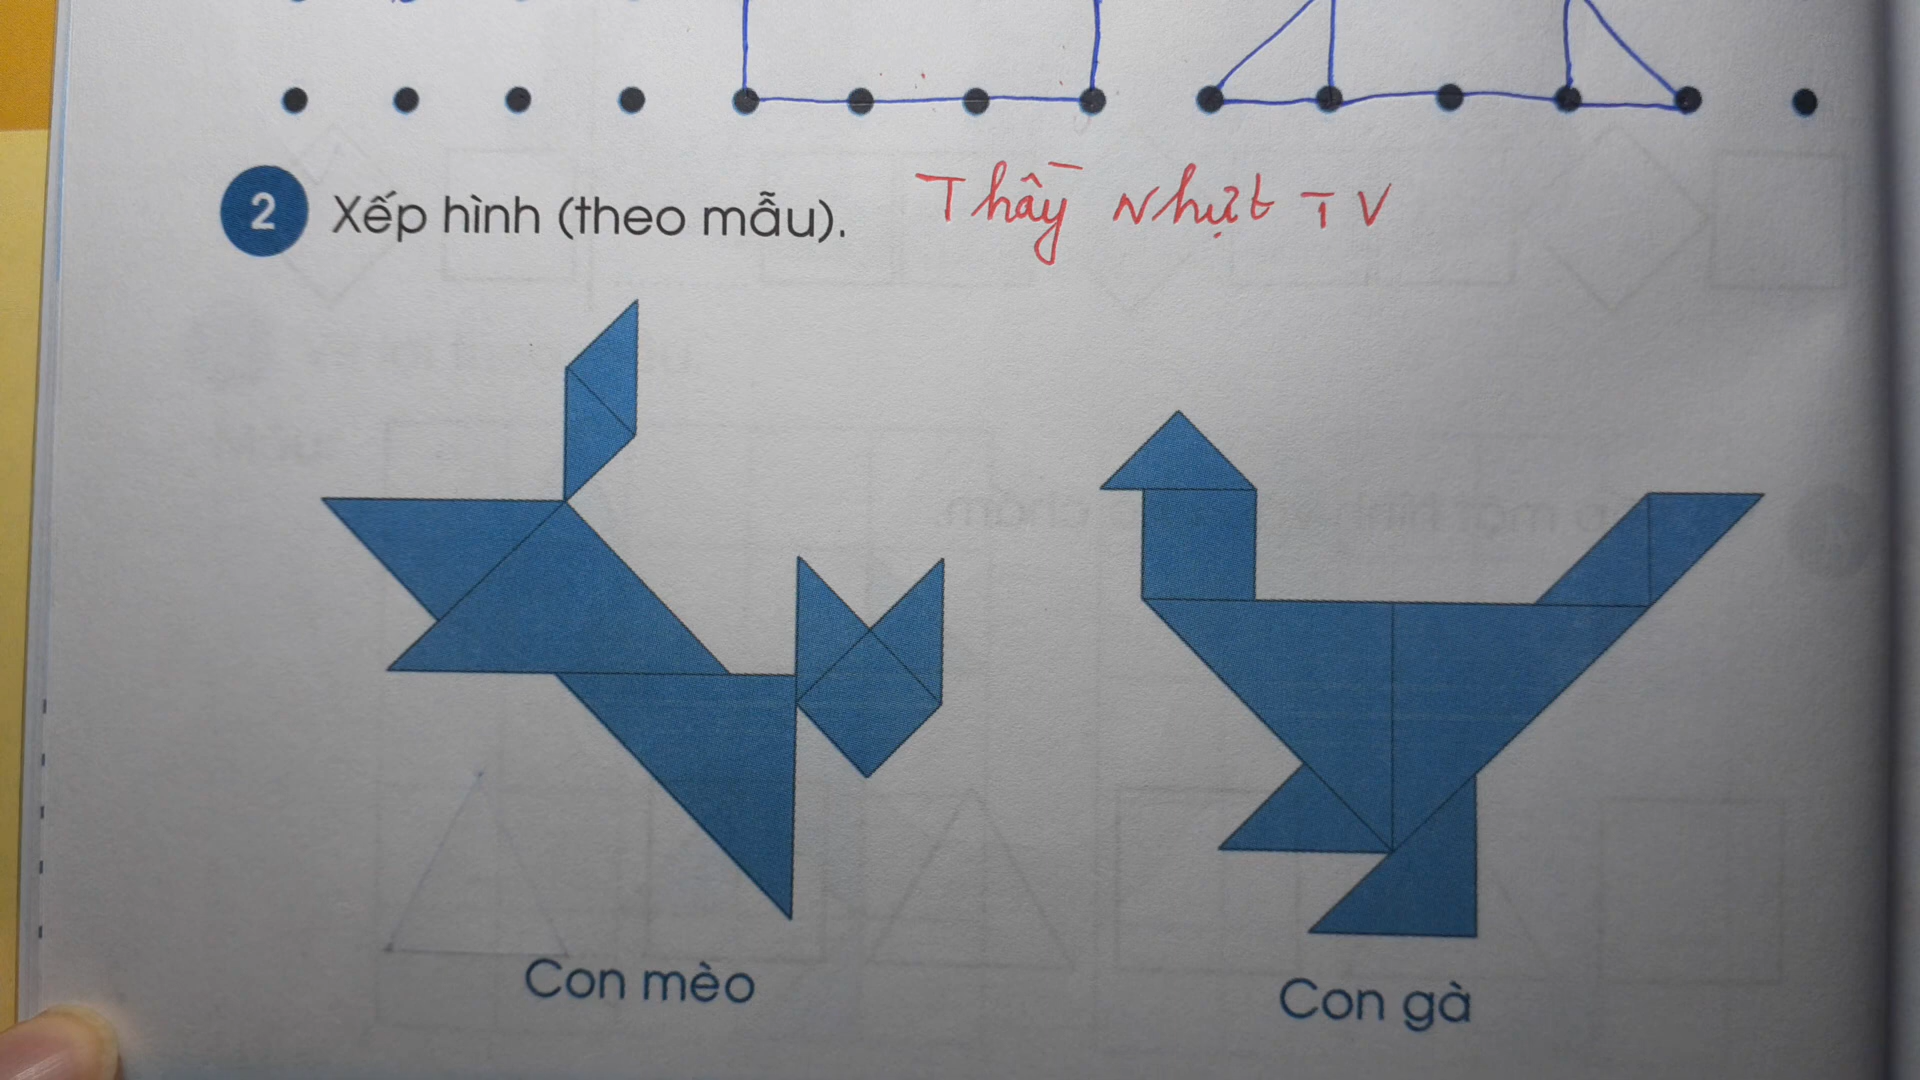 2 Xếp hình (theo mẫu). Thầy Nhựt TV
Con mèo
Con gà